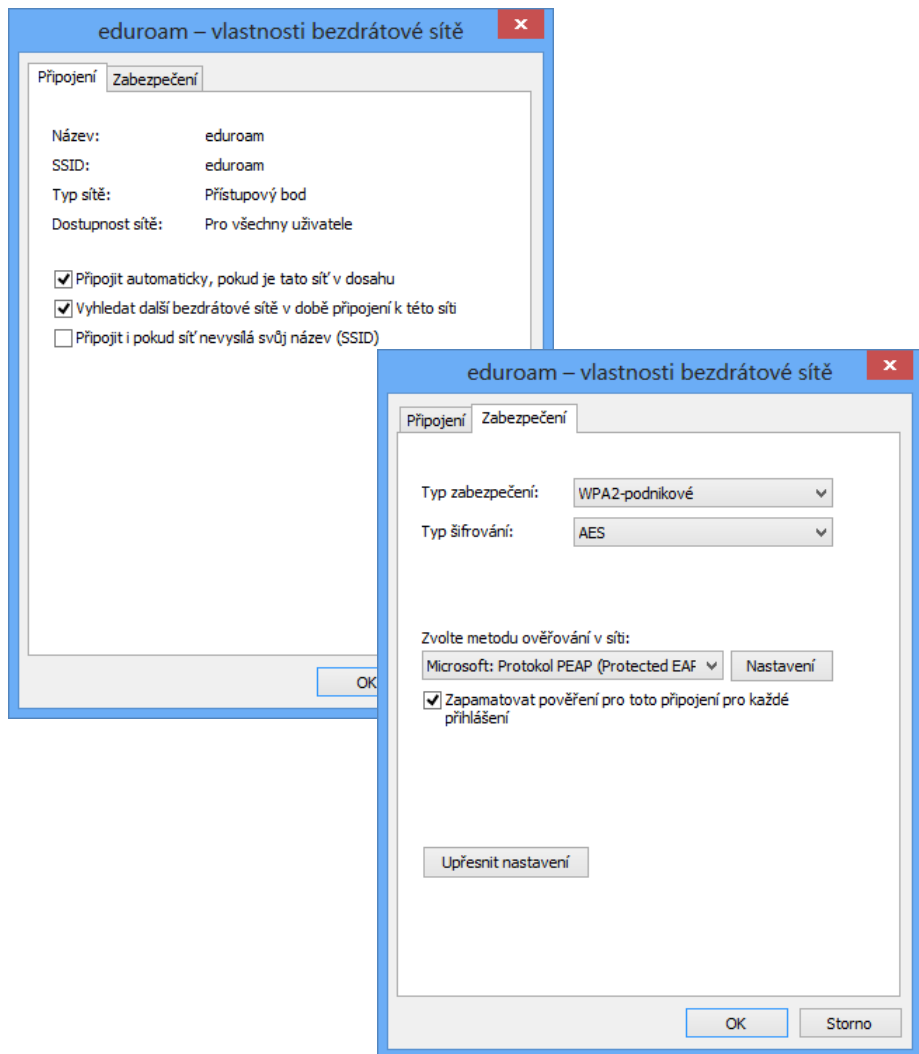 eduroam – vlastnosti bezdrátové sítě
x
Připojení
Zabezpečení
Název: eduroam
SSID: eduroam
Typ sítě: Přístupový bod
Dostupnost sítě: Pro všechny uživatele
Připojit automaticky, pokud je tato síť v dosahu
Vyhledat další bezdrátové sítě v době připojení k této síti
Připojit i pokud síť nevysílá svůj název (SSID)
OK
eduroam – vlastnosti bezdrátové sítě
x
Připojení
Zabezpečení
Typ zabezpečení: WPA2-podnikové
Typ šifrování: AES
Zvolte metodu ověřování v síti:
Microsoft: Protokol PEAP (Protected EAP Nastavení
Zapamatovat pověření pro toto připojení pro každé
přihlášení
Upřesnit nastavení
OK Storno